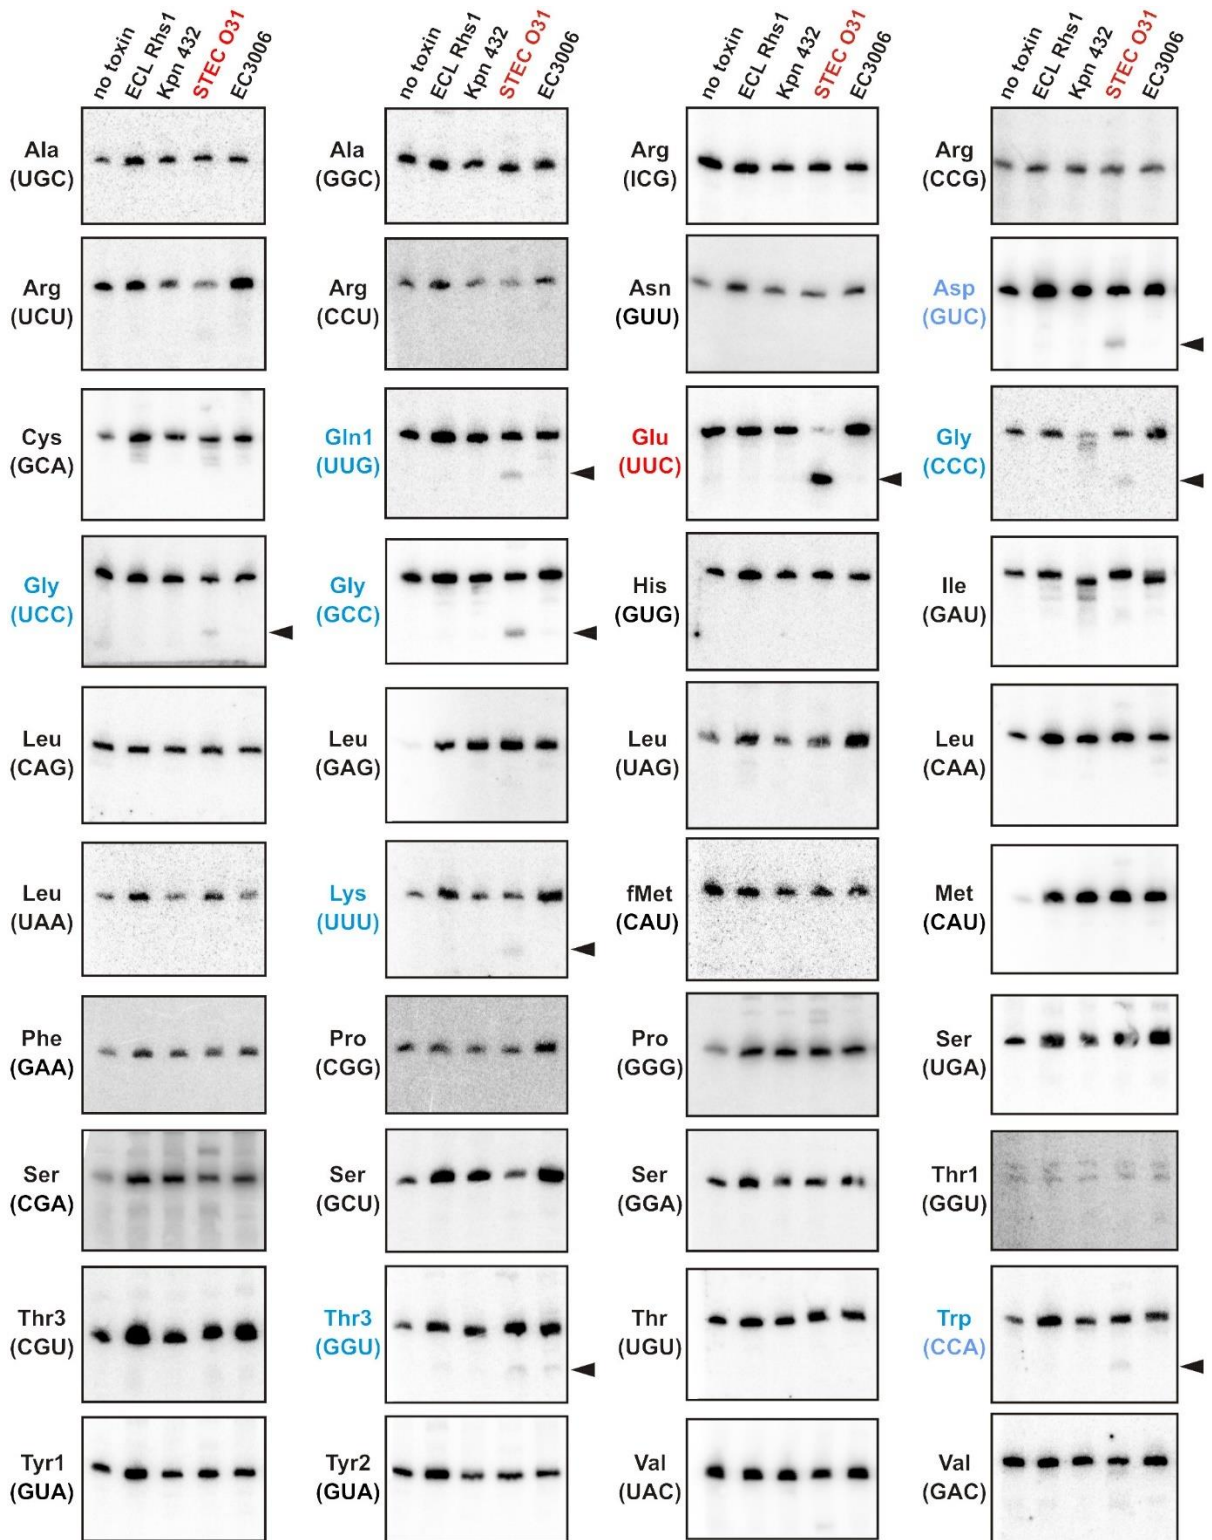 no toxin ECL Rhs1 Kpn 432 STEC O31 EC3006
no toxin ECL Rhs1 Kpn 432 STEC O31 EC3006
no toxin ECL Rhs1 Kpn 432 STEC O31 EC3006
no toxin ECL Rhs1 Kpn 432 STEC O31 EC3006
Ala
(UGC)
Ala
(GGC)
Arg
(ICG)
Arg
(CCG)
Arg
(UCU)
Arg
(CCU)
Asn
(GUU)
Asp
(GUC)
Cys
(GCA)
Gln1
(UUG)
Glu
(UUC)
Gly
(CCC)
Gly
(UCC)
Gly
(GCC)
His
(GUG)
Ile
(GAU)
Leu
(CAG)
Leu
(GAG)
Leu
(UAG)
Leu
(CAA)
Leu
(UAA)
Lys
(UUU)
fMet
(CAU)
Met
(CAU)
Phe
(GAA)
Pro
(CGG)
Pro
(GGG)
Ser
(UGA)
Ser
(CGA)
Ser
(GCU)
Ser
(GGA)
Thr1
(GGU)
Thr3
(CGU)
Thr3
(GGU)
Thr
(UGU)
Trp
(CCA)
Tyr1
(GUA)
Tyr2
(GUA)
Val
(UAC)
Val
(GAC)